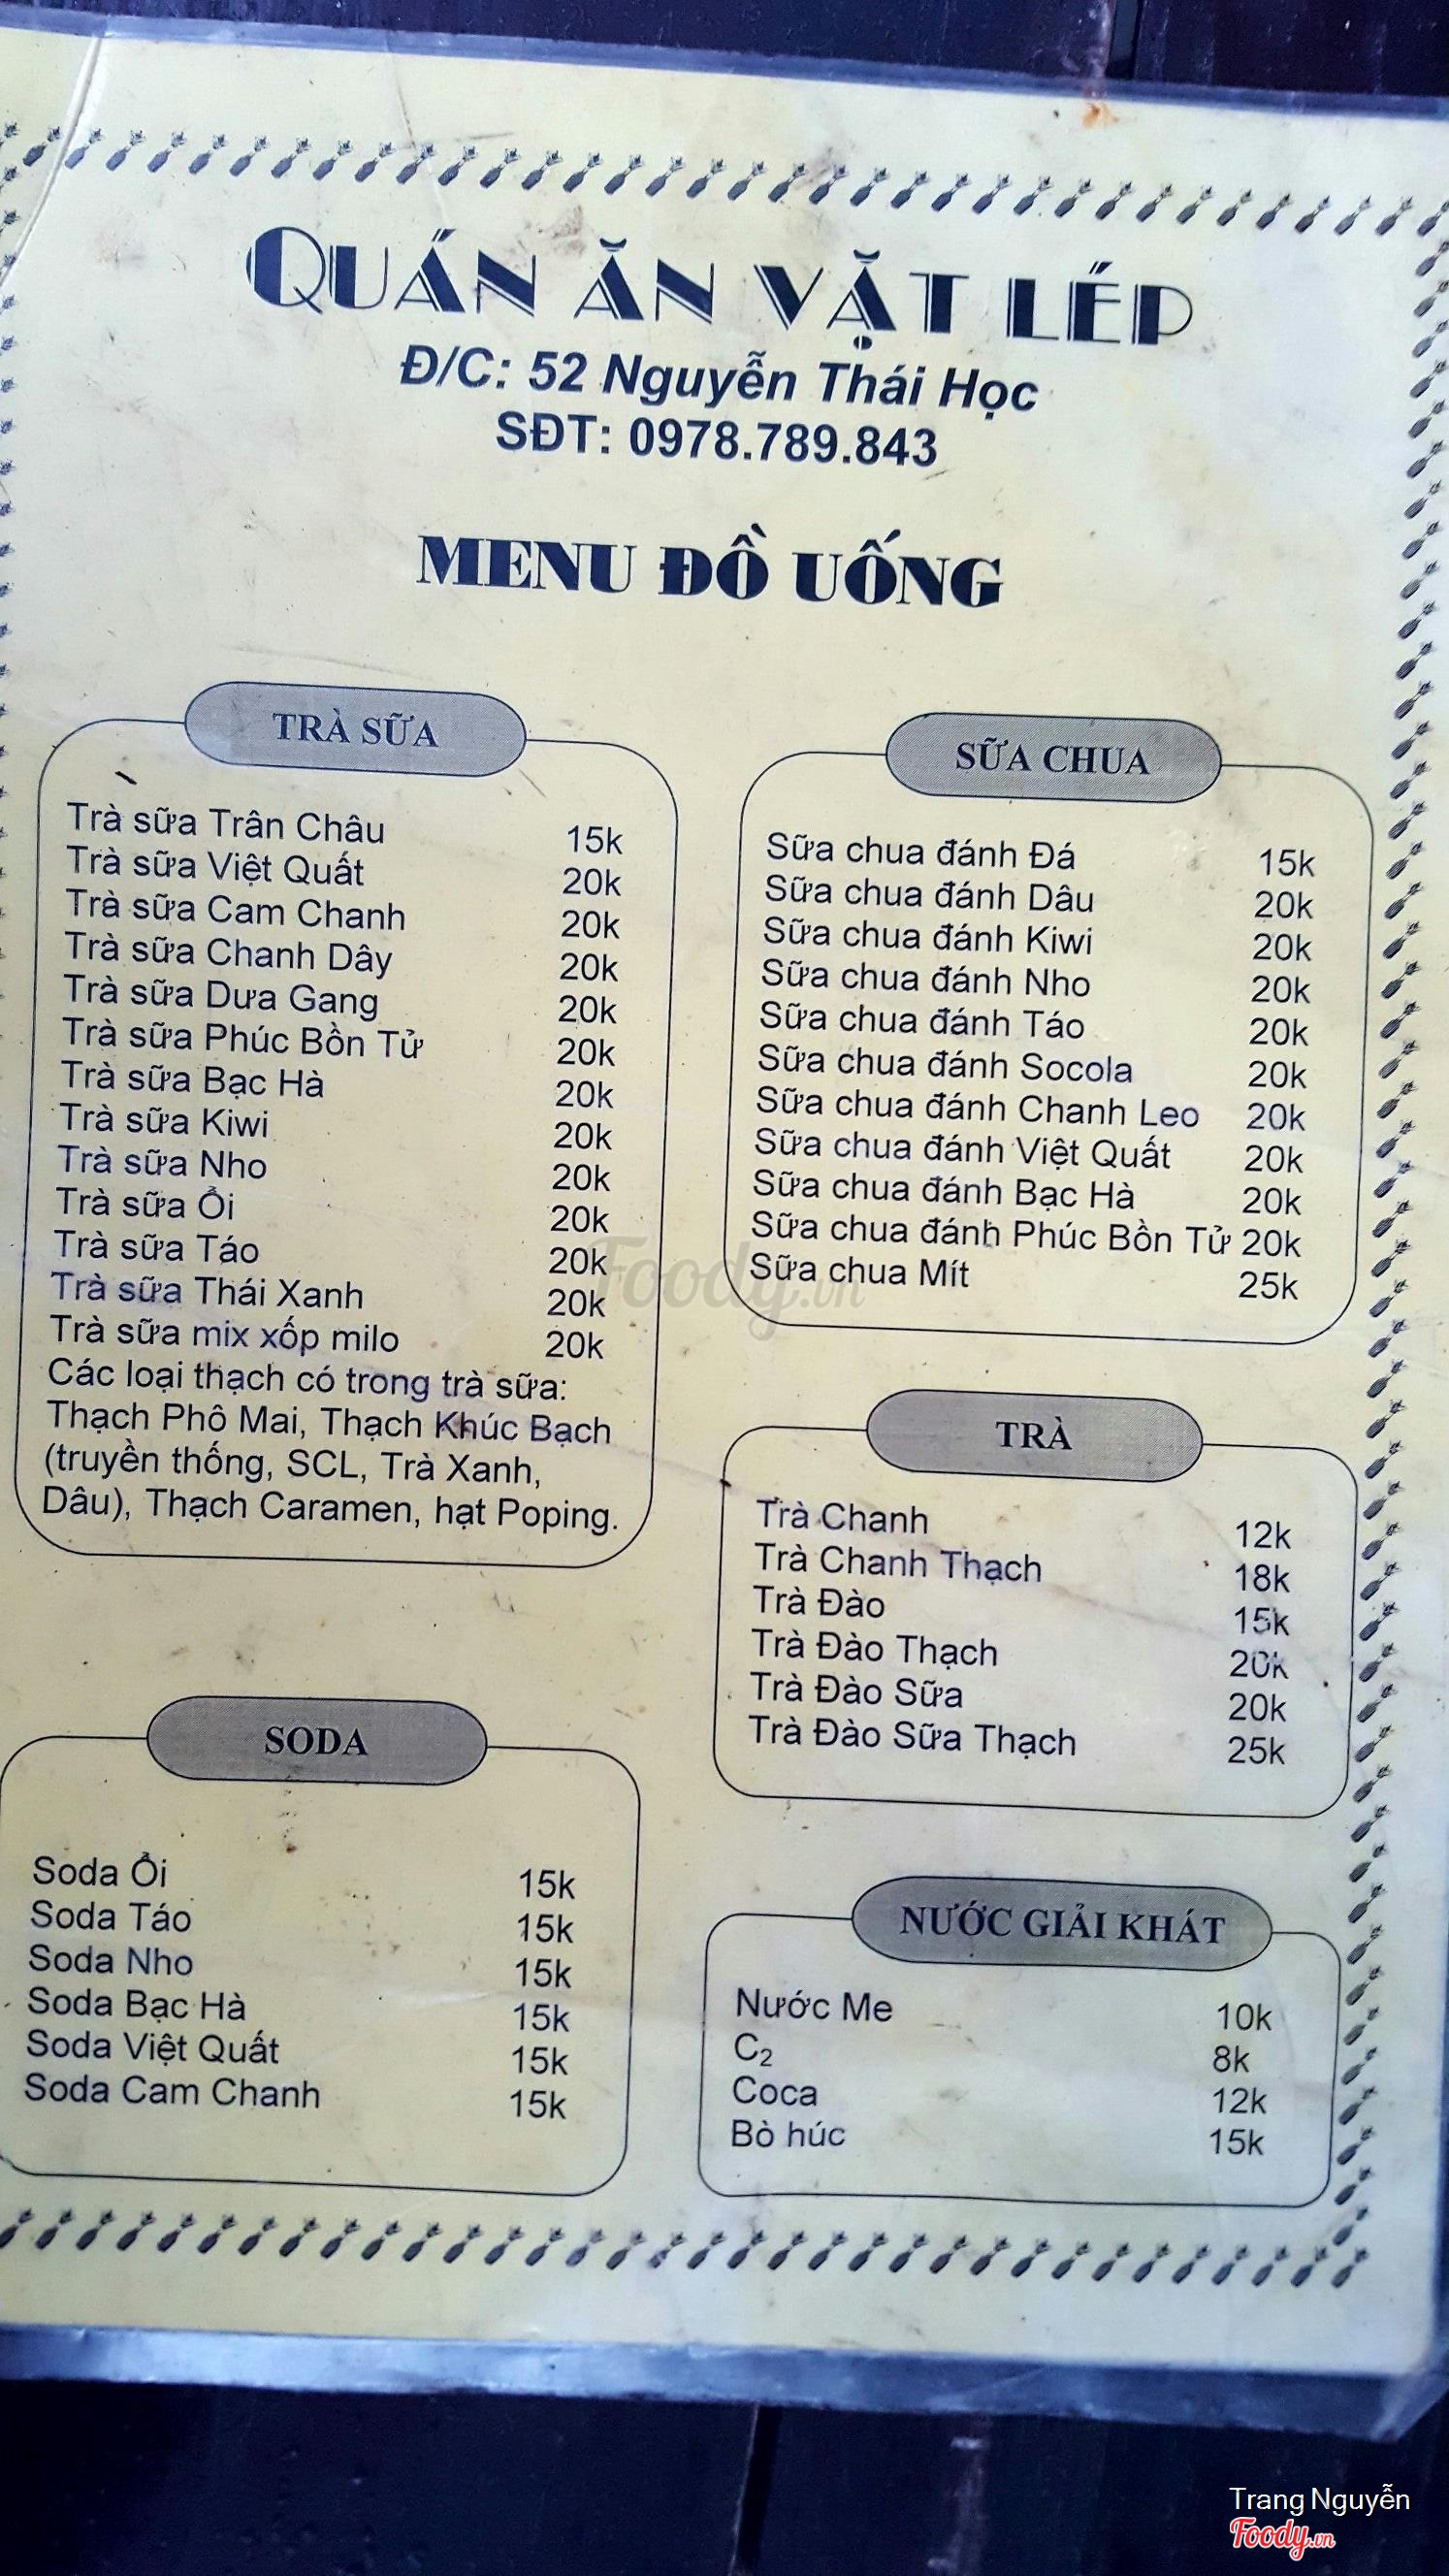 QUÁN ĂN VẶT LÉP
Đ/C: 52 Nguyễn Thái Học
SĐT: 0978.789.843
MENU ĐỒ UỐNG
TRÀ SỮA
Trà sữa Trân Châu 15k
Trà sữa Việt Quất 20k
Trà sữa Cam Chanh 20k
Trà sữa Chanh Dây 20k
Trà sữa Dưa Gang 20k
Trà sữa Phúc Bồn Tử 20k
Trà sữa Bạc Hà 20k
Trà sữa Kiwi 20k
Trà sữa Nho 20k
Trà sữa Ổi 20k
Trà sữa Táo 20k
Trà sữa Thái Xanh 20k
Trà sữa mix xốp milo 20k
Các loại thạch có trong trà sữa:
Thạch Phô Mai, Thạch Khúc Bạch
(truyền thống, SCL, Trà Xanh,
Dâu), Thạch Caramen, hạt Poping.
SODA
Soda Ổi 15k
Soda Táo 15k
Soda Nho 15k
Soda Bạc Hà 15k
Soda Việt Quất 15k
Soda Cam Chanh 15k
SỮA CHUA
Sữa chua đánh Đá 15k
Sữa chua đánh Dâu 20k
Sữa chua đánh Kiwi 20k
Sữa chua đánh Nho 20k
Sữa chua đánh Táo 20k
Sữa chua đánh Socola 20k
Sữa chua đánh Chanh Leo 20k
Sữa chua đánh Việt Quất 20k
Sữa chua đánh Bạc Hà 20k
Sữa chua đánh Phúc Bồn Tử 20k
Sữa chua Mít 25k
TRÀ
Trà Chanh 12k
Trà Chanh Thạch 18k
Trà Đào 15k
Trà Đào Thạch 20k
Trà Đào Sữa 20k
Trà Đào Sữa Thạch 25k
NƯỚC GIẢI KHÁT
Nước Me 10k
C₂ 8k
Coca 12k
Bò húc 15k
Foody.vn
Trang Nguyễn
Foody.vn